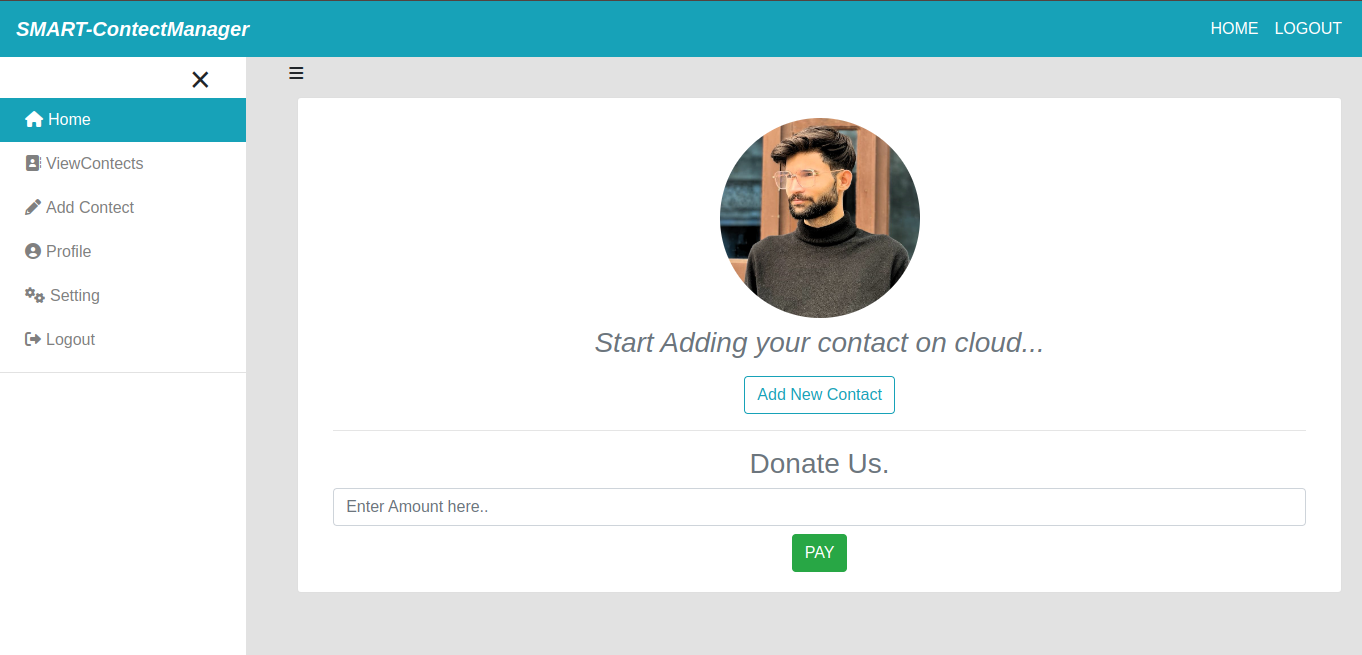 SMART-ContectManager
HOME LOGOUT
Home
ViewContects
Add Contect
Profile
Setting
Logout
Start Adding your contact on cloud...
Add New Contact
Donate Us.
Enter Amount here..
PAY